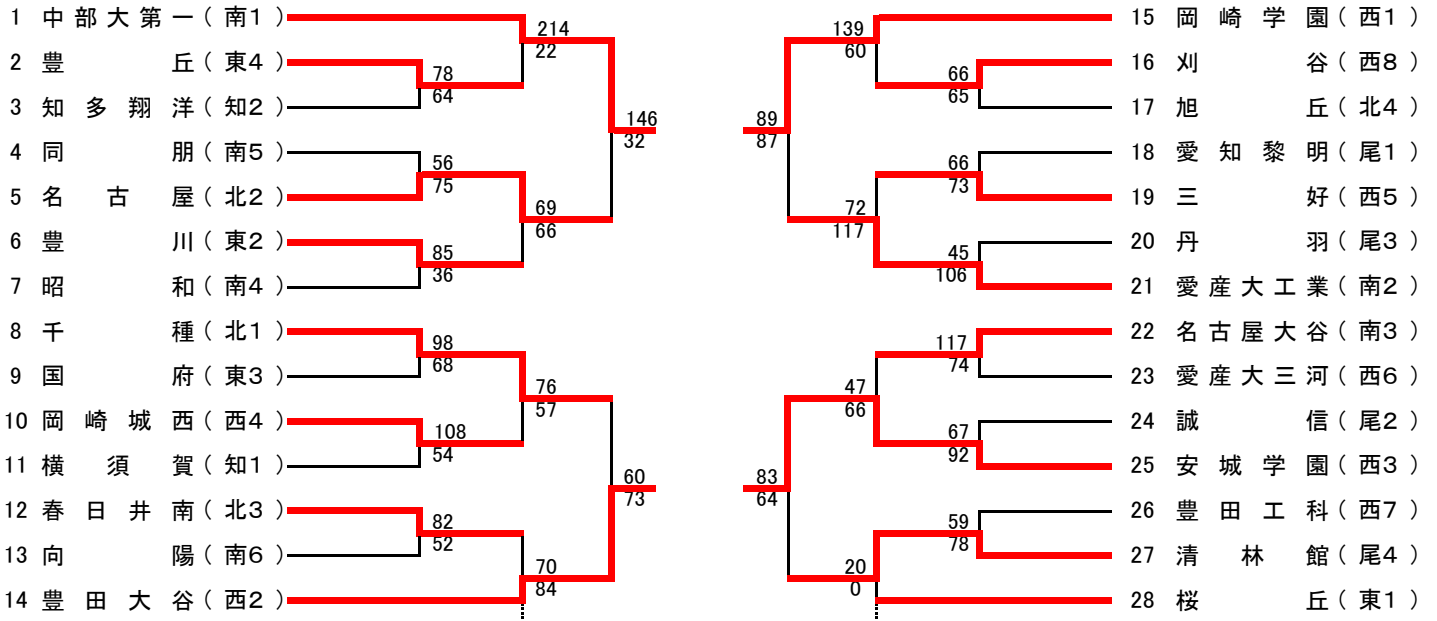 1 中部大第一(南1)
2 豊丘(東4)
3 知多翔洋(知2)
4 同朋(南5)
5 名古屋(北2)
6 豊川(東2)
7 昭和(南4)
8 千種(北1)
9 国府(東3)
10 岡崎城西(西4)
11 横須賀(知1)
12 春日井南(北3)
13 向陽(南6)
14 豊田大谷(西2)
78
64
56
75
85
36
98
68
108
54
82
52
214
22
69
66
76
57
70
84
146
32
60
73
89
87
83
64
139
60
72
117
47
66
20
0
66
65
66
73
45
106
117
74
67
92
59
78
15 岡崎学園(西1)
16 刈谷(西8)
17 旭丘(北4)
18 愛知黎明(尾1)
19 三好(西5)
20 丹羽(尾3)
21 愛産大工業(南2)
22 名古屋大谷(南3)
23 愛産大三河(西6)
24 誠信(尾2)
25 安城学園(西3)
26 豊田工科(西7)
27 清林館(尾4)
28 桜丘(東1)